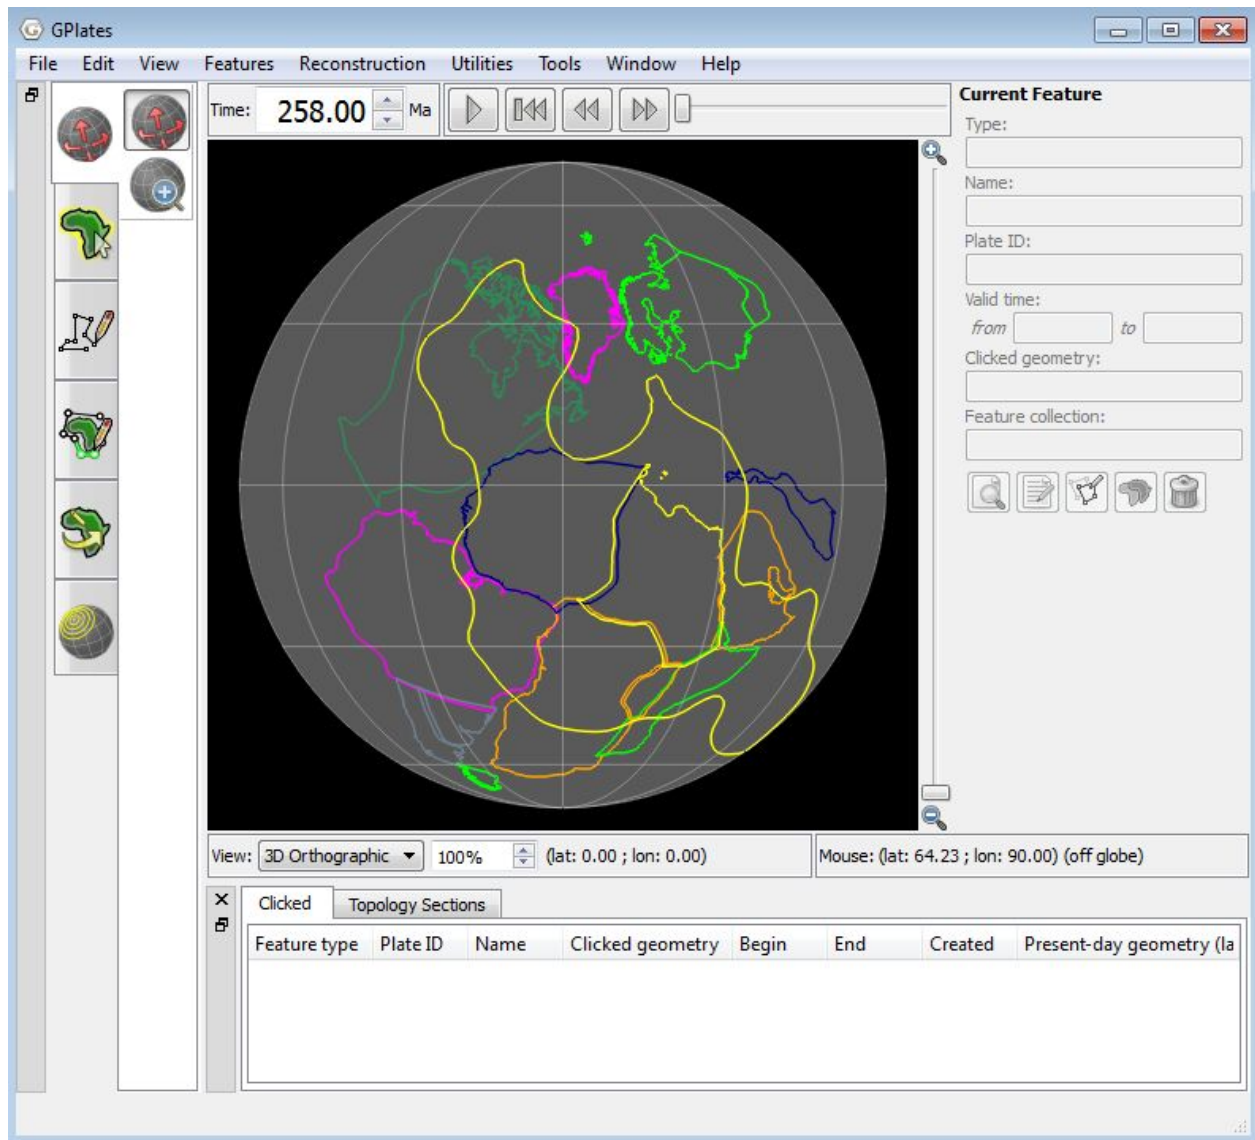 GPlates
File Edit View Features Reconstruction Utilities Tools Window Help
Time: 258.00 Ma
Current Feature
Type:
Name:
Plate ID:
Valid time:
from to
Clicked geometry:
Feature collection:
View: 3D Orthographic 100% (lat: 0.00 ; lon: 0.00) Mouse: (lat: 64.23 ; lon: 90.00) (off globe)
Clicked Topology Sections
Feature type Plate ID Name Clicked geometry Begin End Created Present-day geometry (la